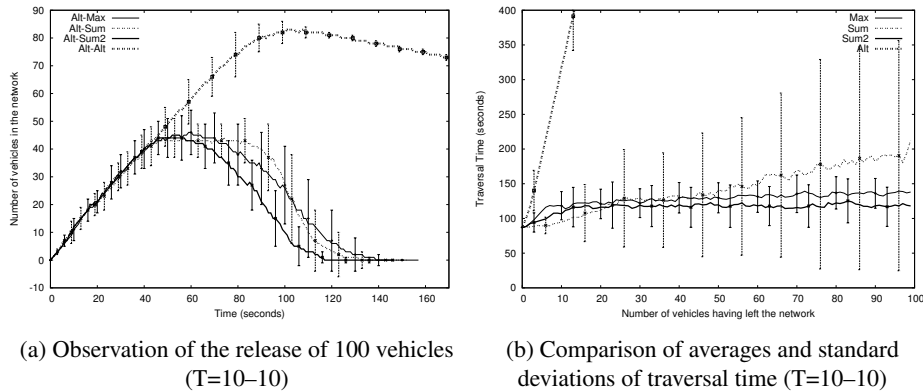 Alt-Max
Alt-Sum
Alt-Sum2
Alt-Alt
Number of vehicles in the network
90
80
70
60
50
40
30
20
10
0
-10
0 20 40 60 80 100 120 140 160
Time (seconds)
Max
Sum
Sum2
Alt
Traversal Time (seconds)
400
350
300
250
200
150
100
50
0
0 10 20 30 40 50 60 70 80 90 100
Number of vehicles having left the network
(a) Observation of the release of 100 vehicles
(T=10–10)
(b) Comparison of averages and standard
deviations of traversal time (T=10–10)